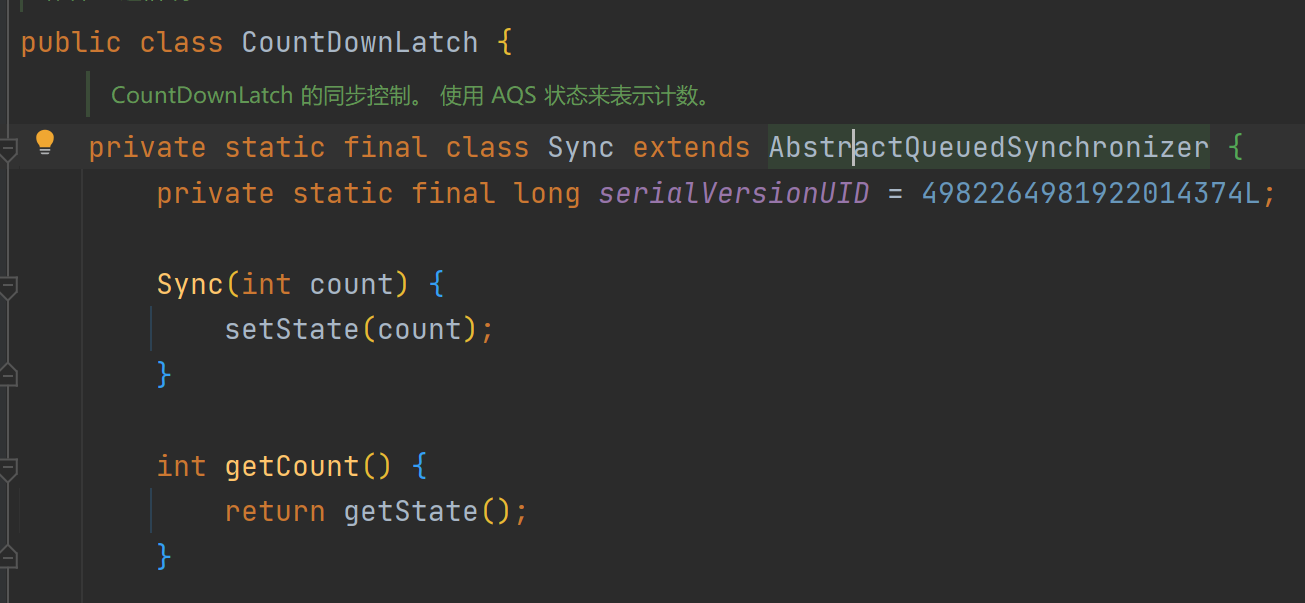 public class CountDownLatch {
CountDownLatch 的同步控制。 使用 AQS 状态来表示计数。
private static final class Sync extends AbstractQueuedSynchronizer {
private static final long serialVersionUID = 4982264981922014374L;
Sync(int count) {
setState(count);
}
int getCount() {
return getState();
}